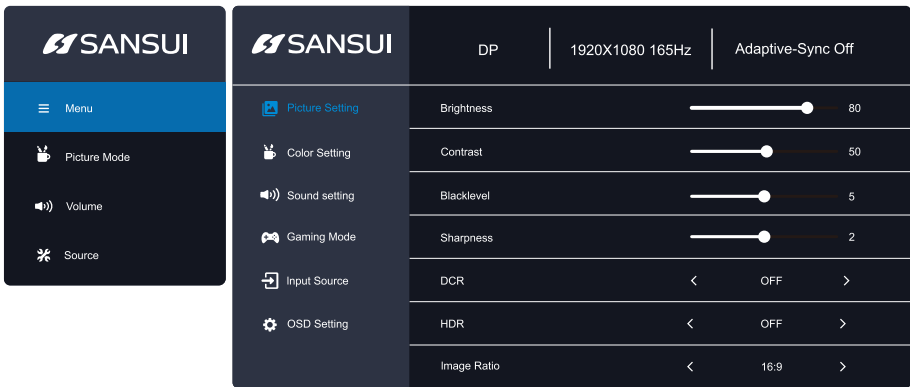 SANSUI
Menu
Picture Mode
Volume
Source
SANSUI
DP
1920X1080 165Hz
Adaptive-Sync Off
Picture Setting
Color Setting
Sound setting
Gaming Mode
Input Source
OSD Setting
Brightness 80
Contrast 50
Blacklevel 5
Sharpness 2
DCR < OFF >
HDR < OFF >
Image Ratio < 16:9 >